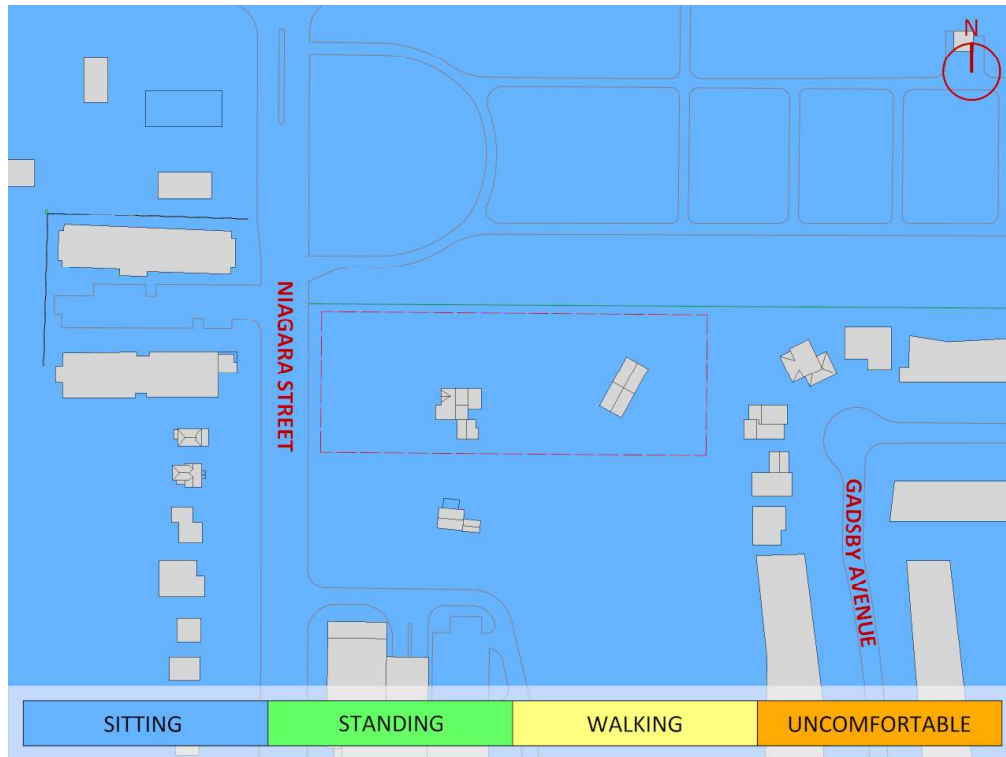 N
NIAGARA STREET
GADSBY AVENUE
SITTING
STANDING
WALKING
UNCOMFORTABLE